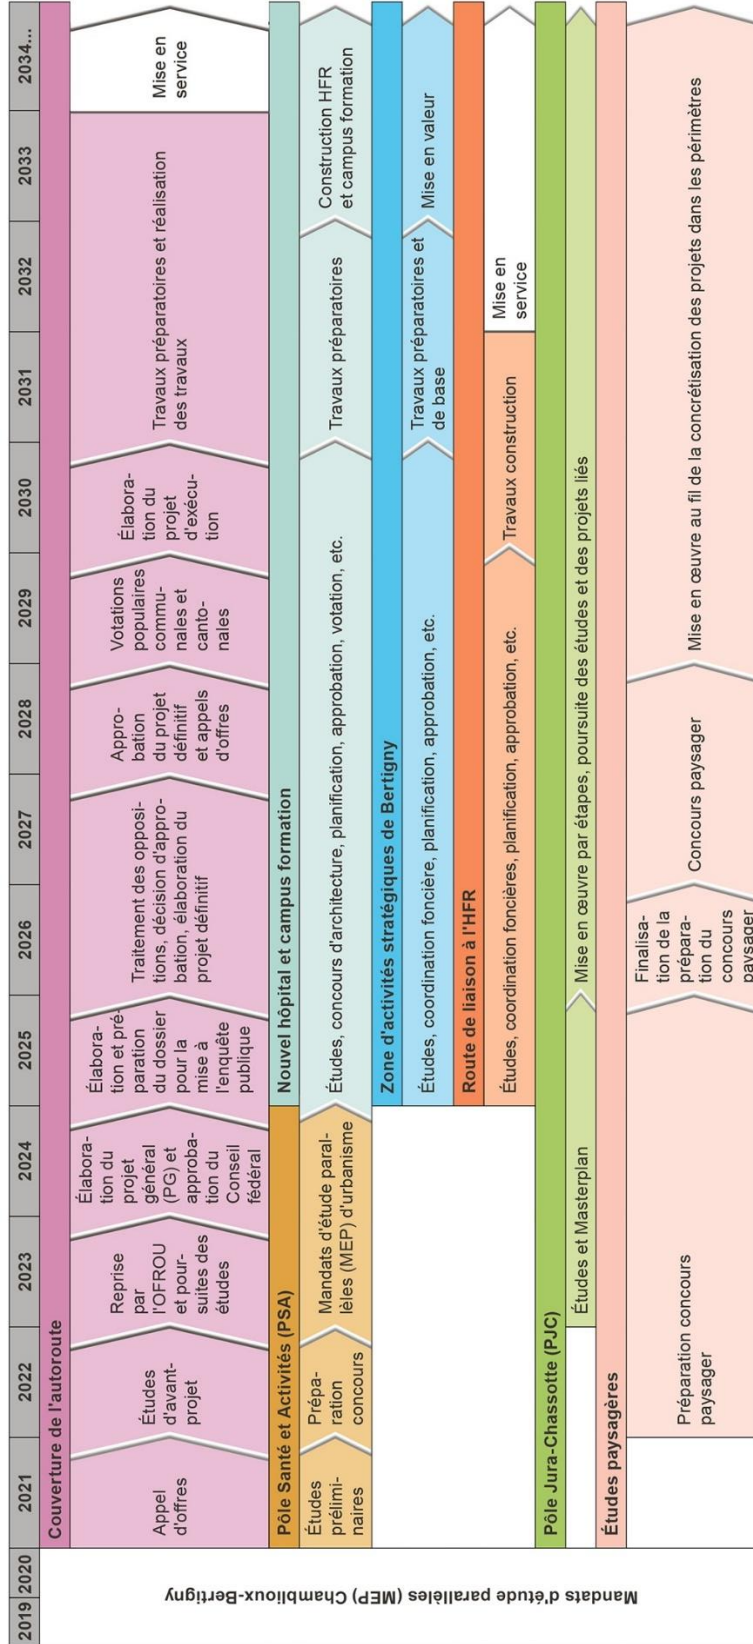 2019 2020 2021 2022 2023 2024 2025 2026 2027 2028 2029 2030 2031 2032 2033 2034...
Mandats d'étude parallèles (MEP) Chamblioux-Bertigny
Couverture de l'autoroute
Appel
d'offres
Études
d'avant-
projet
Reprise
par
l'OFROU
et pour-
suites des
études
Élabora-
tion du
projet
général
(PG) et
approba-
tion du
Conseil
fédéral
Élabora-
tion et pré-
paration
du dossier
pour la
mise à
l'enquête
publique
Traitement des opposi-
tions, décision d'appro-
bation, élaboration du
projet définitif
Appro-
bation
du projet
définitif
et appels
d'offres
Votations
populaires
commu-
nales et
canto-
nales
Élabora-
tion du
projet
d'exécu-
tion
Travaux préparatoires et réalisation
des travaux
Mise en
service
Pôle Santé et Activités (PSA)
Nouvel hôpital et campus formation
Études
prélimi-
naires
Prépa-
ration
concours
Mandats d'étude paral-
lèles (MEP) d'urbanisme
Études, concours d'architecture, planification, approbation, votation, etc.
Travaux préparatoires
Construction HFR
et campus formation
Zone d'activités stratégiques de Bertigny
Études, coordination foncière, planification, approbation, etc.
Travaux préparatoires et
de base
Mise en valeur
Route de liaison à l'HFR
Études, coordination foncières, planification, approbation, etc.
Travaux construction
Mise en
service
Pôle Jura-Chassotte (PJC)
Études et Masterplan
Mise en œuvre par étapes, poursuite des études et des projets liés
Études paysagères
Préparation concours
paysager
Finalisa-
tion de la
prépara-
tion du
concours
paysager
Concours paysager
Mise en œuvre au fil de la concrétisation des projets dans les périmètres